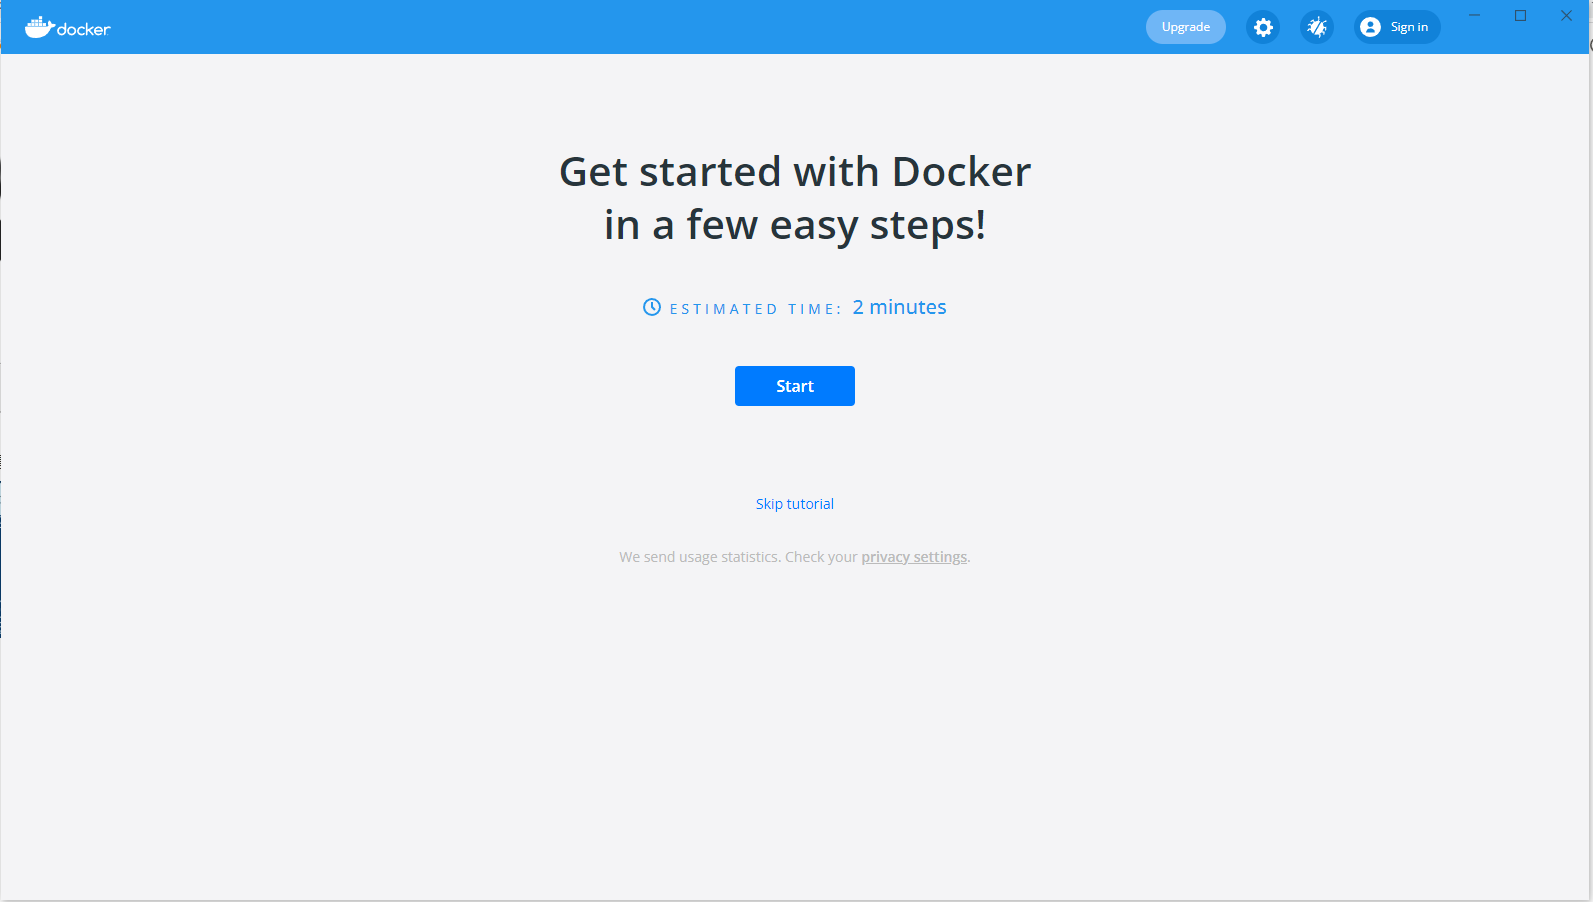 docker
Upgrade
Sign in
Get started with Docker
in a few easy steps!
ESTIMATED TIME: 2 minutes
Start
Skip tutorial
We send usage statistics. Check your privacy settings.